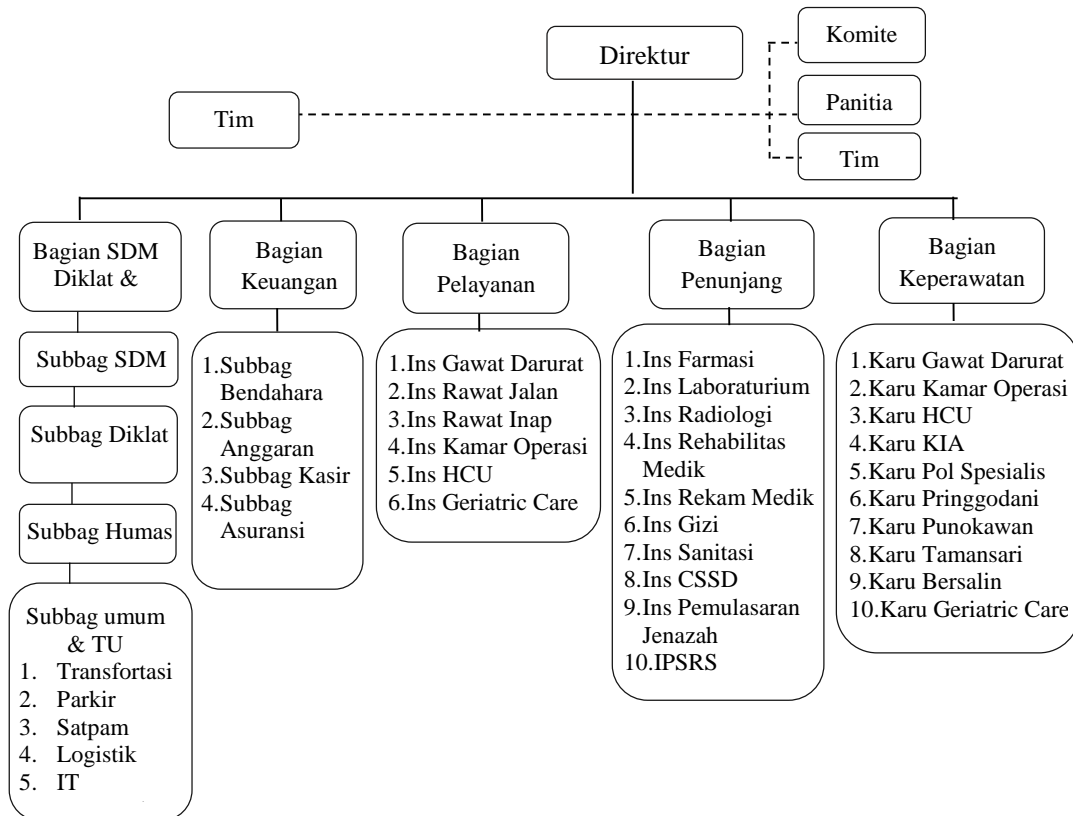 Direktur
Komite
Panitia
Tim
Tim
Bagian SDM
Diklat &
Bagian
Keuangan
Bagian
Pelayanan
Bagian
Penunjang
Bagian
Keperawatan
Subbag SDM
Subbag Diklat
Subbag Humas
Subbag umum
& TU
1. Transfortasi
2. Parkir
3. Satpam
4. Logistik
5. IT
1.Subbag
Bendahara
2.Subbag
Anggaran
3.Subbag Kasir
4.Subbag
Asuransi
1.Ins Gawat Darurat
2.Ins Rawat Jalan
3.Ins Rawat Inap
4.Ins Kamar Operasi
5.Ins HCU
6.Ins Geriatric Care
1.Ins Farmasi
2.Ins Laboraturium
3.Ins Radiologi
4.Ins Rehabilitas
Medik
5.Ins Rekam Medik
6.Ins Gizi
7.Ins Sanitasi
8.Ins CSSD
9.Ins Pemulasaran
Jenazah
10.IPSRS
1.Karu Gawat Darurat
2.Karu Kamar Operasi
3.Karu HCU
4.Karu KIA
5.Karu Pol Spesialis
6.Karu Pringgodani
7.Karu Punokawan
8.Karu Tamansari
9.Karu Bersalin
10.Karu Geriatric Care